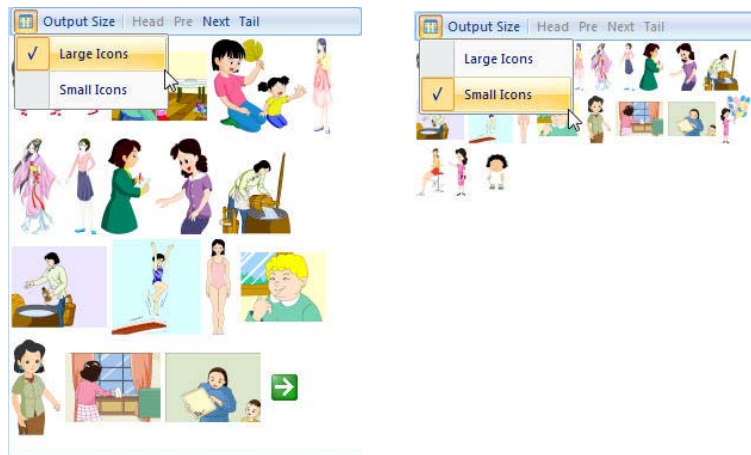 Output Size Head Pre Next Tail
Large Icons
Small Icons
Output Size Head Pre Next Tail
Large Icons
Small Icons